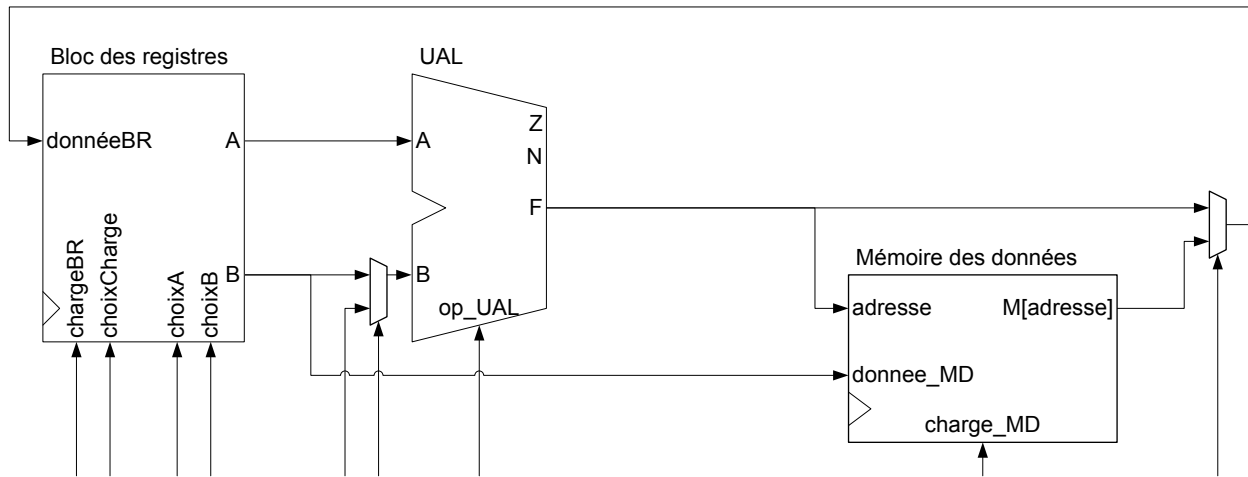 Bloc des registres
donnéeBR
A
B
chargeBR
choixCharge
choixA
choixB
UAL
A
B
Z
N
F
op_UAL
Mémoire des données
adresse
M[adresse]
donnee_MD
charge_MD